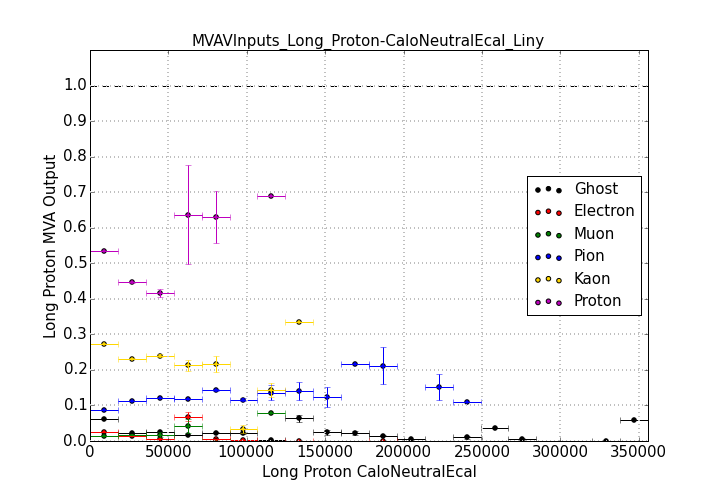 MVAVInputs_Long_Proton-CaloNeutralEcal_Liny
Long Proton MVA Output
1.0
0.9
0.8
0.7
0.6
0.5
0.4
0.3
0.2
0.1
0.0
Ghost
Electron
Muon
Pion
Kaon
Proton
0 50000 100000 150000 200000 250000 300000 350000
Long Proton CaloNeutralEcal